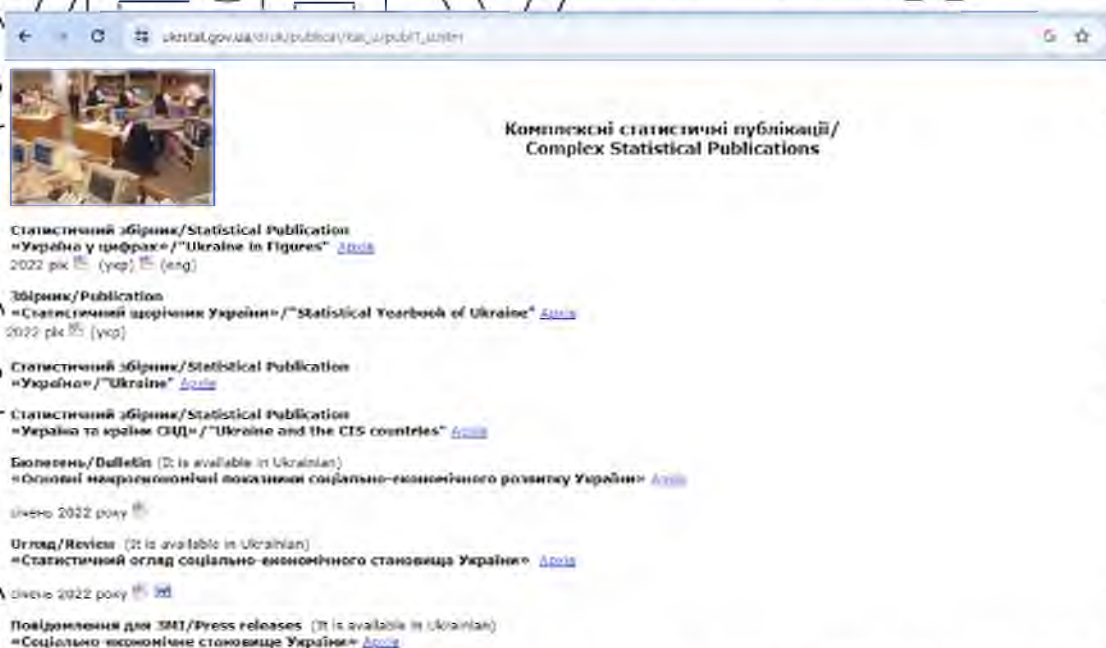 ukrstat.gov.ua/druk/publicat/kat_u/publ1_u.htm
Комплексні статистичні публікації/
Complex Statistical Publications
Статистичний збірник/Statistical Publication
«Україна у цифрах»/"Ukraine in Figures" Архів
2022 рік (укр) (eng)
Збірник/Publication
«Статистичний щорічник України»/"Statistical Yearbook of Ukraine" Архів
2022 рік (укр)
Статистичний збірник/Statistical Publication
«Україна»/"Ukraine" Архів
Статистичний збірник/Statistical Publication
«Україна та країни СНД»/"Ukraine and the CIS countries" Архів
Бюлетень/Bulletin (It is available in Ukrainian)
«Основні макроекономічні показники соціально-економічного розвитку України» Архів
січень 2022 року
Огляд/Review (It is available in Ukrainian)
«Статистичний огляд соціально-економічного становища України» Архів
січень 2022 року
Повідомлення для ЗМІ/Press releases (It is available in Ukrainian)
«Соціально-економічне становище України» Архів